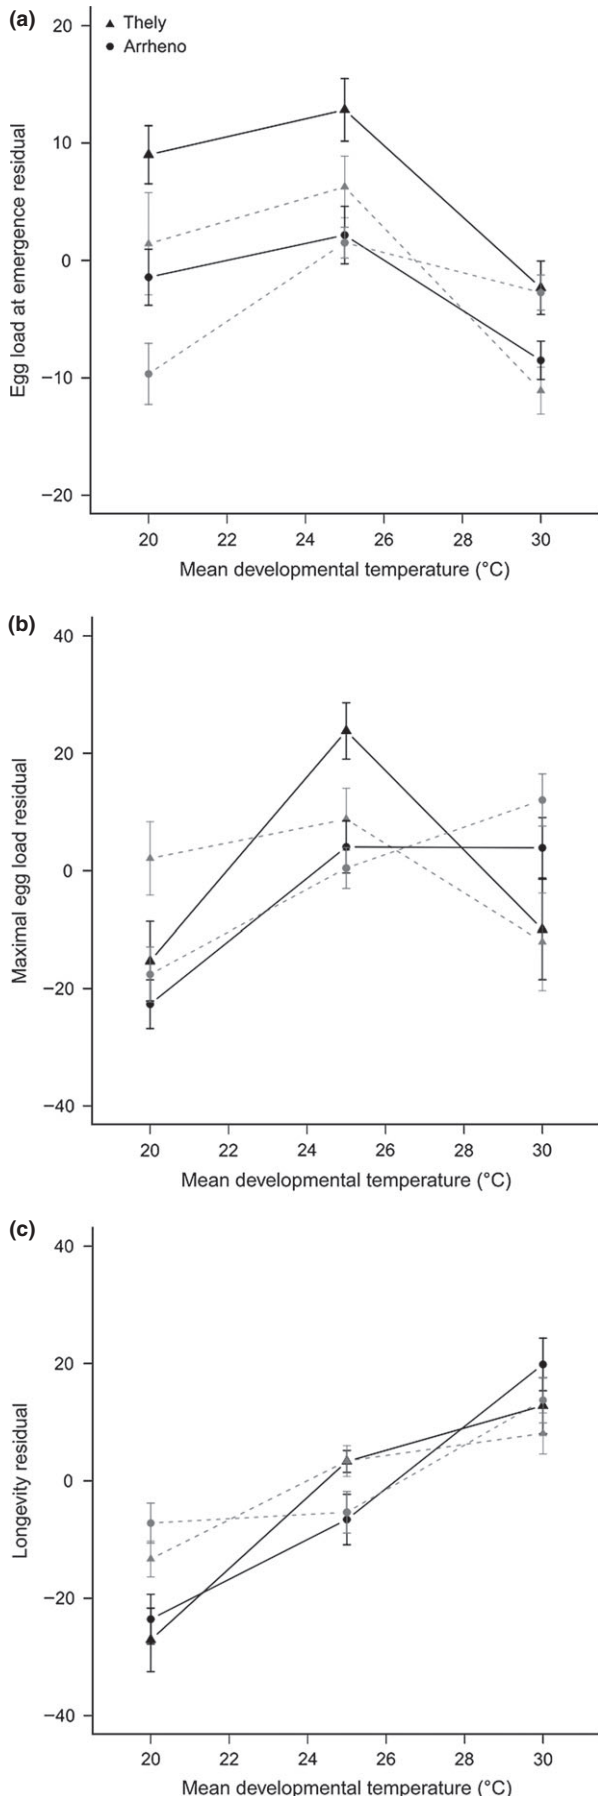 (a)
Thely
Arrheno
20
10
0
−10
−20
Egg load at emergence residual
20 22 24 26 28 30
Mean developmental temperature (°C)
(b)
40
20
0
−20
−40
Maximal egg load residual
20 22 24 26 28 30
Mean developmental temperature (°C)
(c)
40
20
0
−20
−40
Longevity residual
20 22 24 26 28 30
Mean developmental temperature (°C)